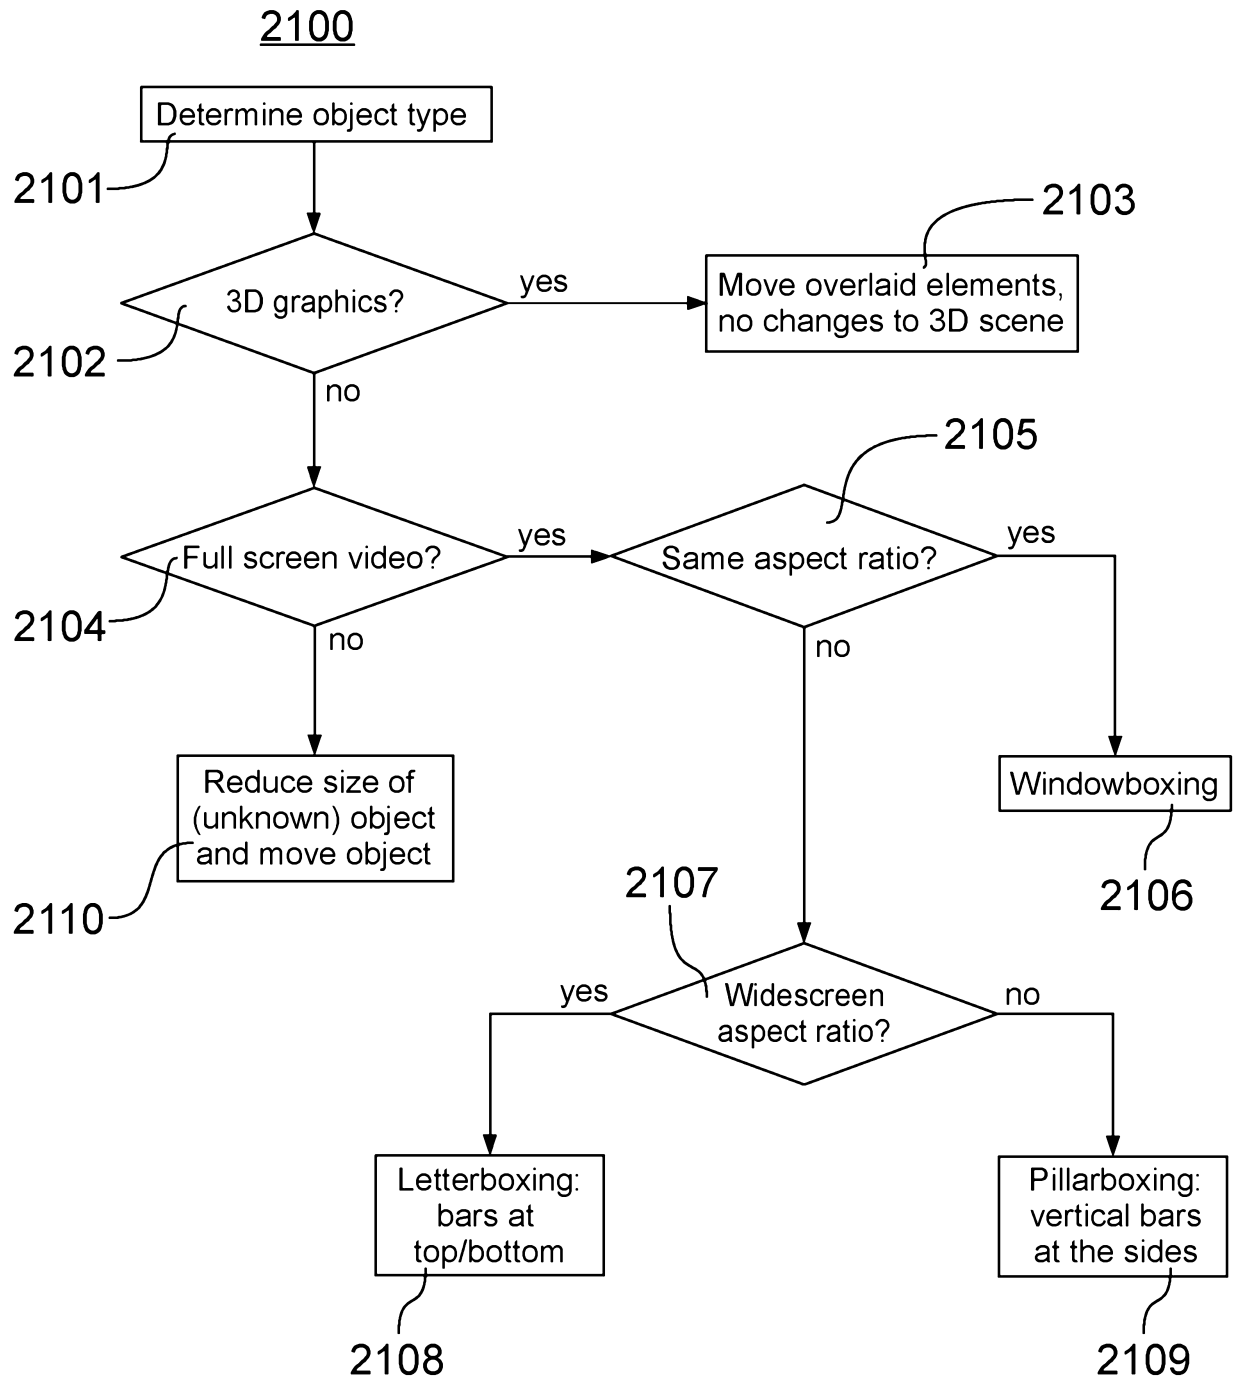 2100
Determine object type
2101
2103
3D graphics?
yes
Move overlaid elements,
no changes to 3D scene
2102
no
2105
Full screen video?
yes
Same aspect ratio?
yes
2104
no
no
Reduce size of
(unknown) object
and move object
Windowboxing
2110
2107
2106
yes
Widescreen
aspect ratio?
no
Letterboxing:
bars at
top/bottom
Pillarboxing:
vertical bars
at the sides
2108
2109